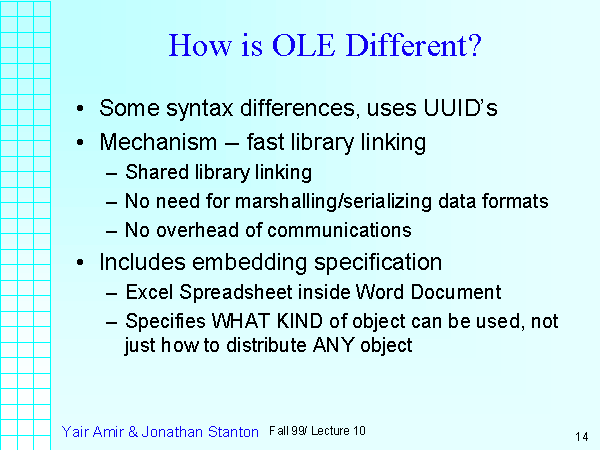 How is OLE Different?
• Some syntax differences, uses UUID's
• Mechanism – fast library linking
– Shared library linking
– No need for marshalling/serializing data formats
– No overhead of communications
• Includes embedding specification
– Excel Spreadsheet inside Word Document
– Specifies WHAT KIND of object can be used, not
just how to distribute ANY object
Yair Amir & Jonathan Stanton Fall 99/ Lecture 10
14